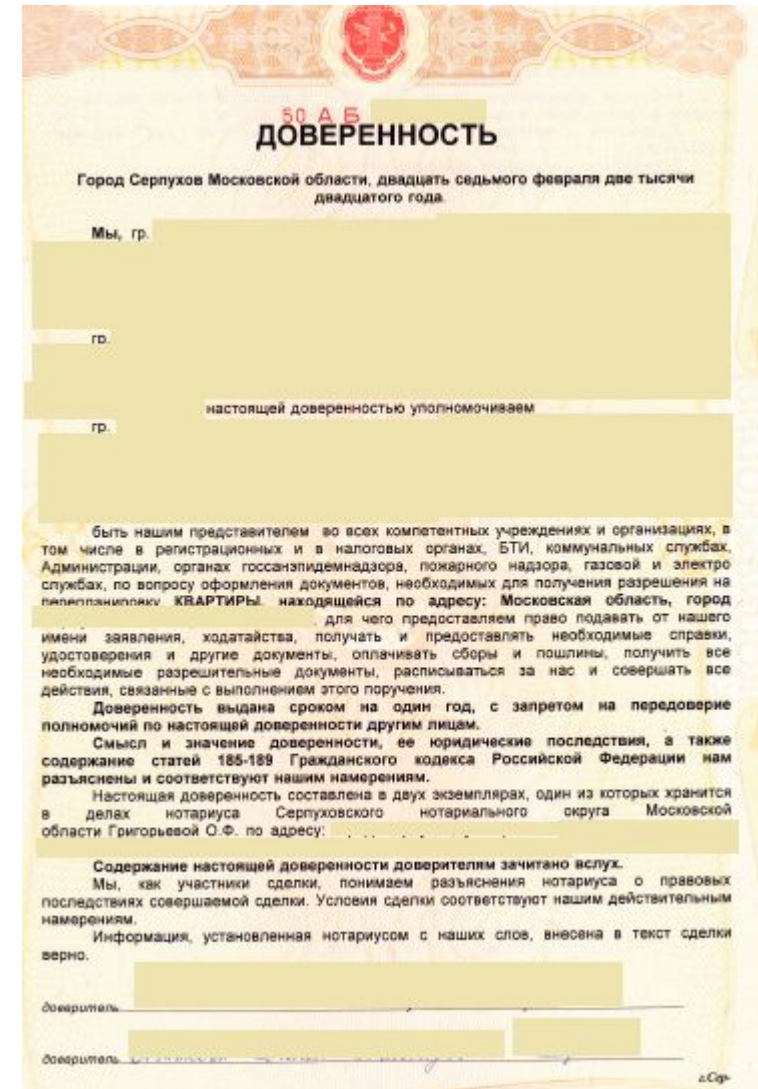 50 А Б
ДОВЕРЕННОСТЬ
Город Серпухов Московской области, двадцать седьмого февраля две тысячи
двадцатого года.
Мы, гр.
гр.
настоящей доверенностью уполномочиваем
гр.
быть нашим представителем во всех компетентных учреждениях и организациях, в
том числе в регистрационных и в налоговых органах, БТИ, коммунальных службах,
Администрации, органах госсанэпидемнадзора, пожарного надзора, газовой и электро
службах, по вопросу оформления документов, необходимых для получения разрешения на
перепланировку КВАРТИРЫ, находящейся по адресу: Московская область, город
, для чего предоставляем право подавать от нашего
имени заявления, ходатайства, получать и предоставлять необходимые справки,
удостоверения и другие документы, оплачивать сборы и пошлины, получить все
необходимые разрешительные документы, расписываться за нас и совершать все
действия, связанные с выполнением этого поручения.
Доверенность выдана сроком на один год, с запретом на передоверие
полномочий по настоящей доверенности другим лицам.
Смысл и значение доверенности, ее юридические последствия, а также
содержание статей 185-189 Гражданского кодекса Российской Федерации нам
разъяснены и соответствуют нашим намерениям.
Настоящая доверенность составлена в двух экземплярах, один из которых хранится
в делах нотариуса Серпуховского нотариального округа Московской
области Григорьевой О.Ф. по адресу:
Содержание настоящей доверенности доверителям зачитано вслух.
Мы, как участники сделки, понимаем разъяснения нотариуса о правовых
последствиях совершаемой сделки. Условия сделки соответствуют нашим действительным
намерениям.
Информация, установленная нотариусом с наших слов, внесена в текст сделки
верно.
доверитель
доверитель
г.Сер-